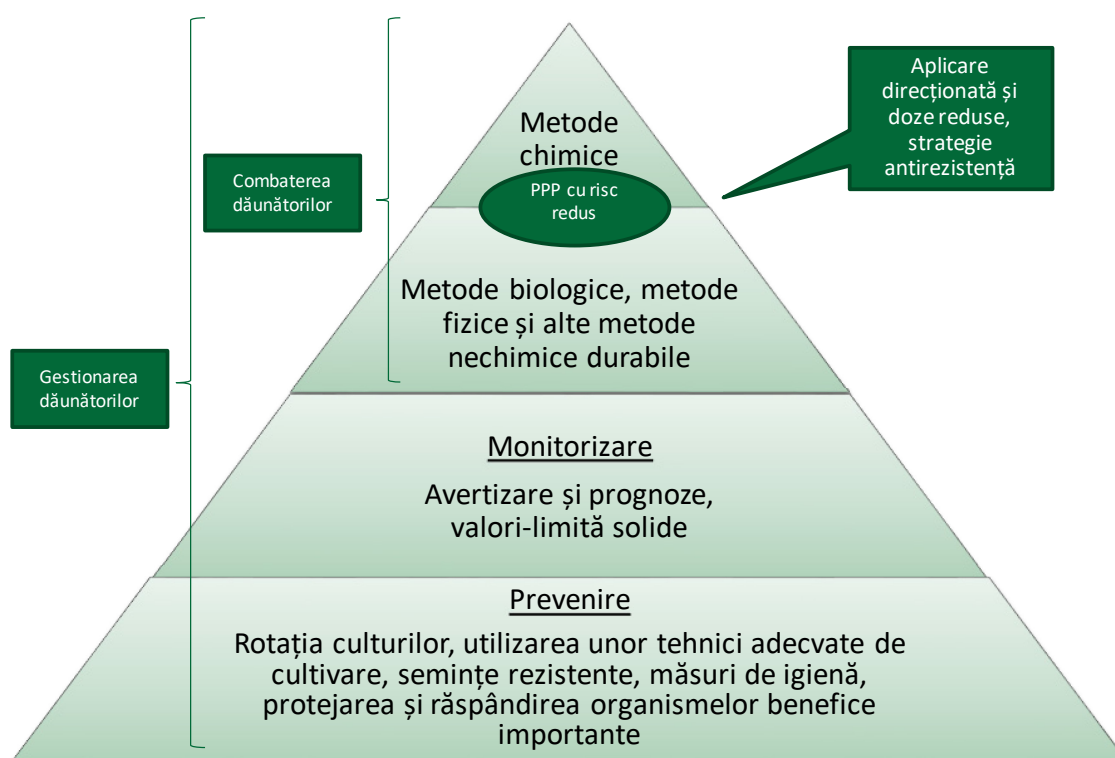 Metode
chimice
PPP cu risc
redus
Aplicare
direcționată și
doze reduse,
strategie
antirezistență
Combaterea
dăunătorilor
Metode biologice, metode
fizice și alte metode
nechimice durabile
Gestionarea
dăunătorilor
Monitorizare
Avertizare și prognoze,
valori-limită solide
Prevenire
Rotația culturilor, utilizarea unor tehnici adecvate de
cultivare, semințe rezistente, măsuri de igienă,
protejarea și răspândirea organismelor benefice
importante